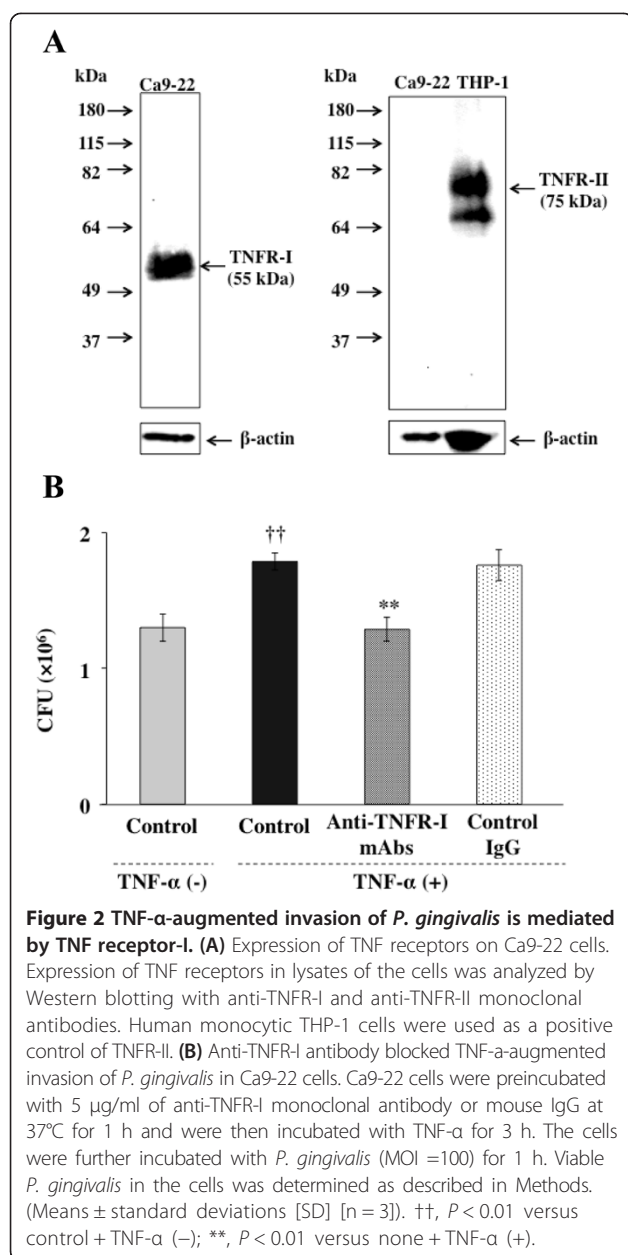 A
kDa
Ca9-22
180
115
82
64
49
37
TNFR-I
(55 kDa)
β-actin
kDa
Ca9-22 THP-1
180
115
82
64
49
37
TNFR-II
(75 kDa)
β-actin
B
CFU (×10⁶)
2
1
0
††
**
Control
Control
Anti-TNFR-I
mAbs
Control
IgG
TNF-α (-)
TNF-α (+)
Figure 2 TNF-α-augmented invasion of P. gingivalis is mediated
by TNF receptor-I. (A) Expression of TNF receptors on Ca9-22 cells.
Expression of TNF receptors in lysates of the cells was analyzed by
Western blotting with anti-TNFR-I and anti-TNFR-II monoclonal
antibodies. Human monocytic THP-1 cells were used as a positive
control of TNFR-II. (B) Anti-TNFR-I antibody blocked TNF-a-augmented
invasion of P. gingivalis in Ca9-22 cells. Ca9-22 cells were preincubated
with 5 μg/ml of anti-TNFR-I monoclonal antibody or mouse IgG at
37°C for 1 h and were then incubated with TNF-α for 3 h. The cells
were further incubated with P. gingivalis (MOI =100) for 1 h. Viable
P. gingivalis in the cells was determined as described in Methods.
(Means ± standard deviations [SD] [n = 3]). ††, P < 0.01 versus
control + TNF-α (−); **, P < 0.01 versus none + TNF-α (+).